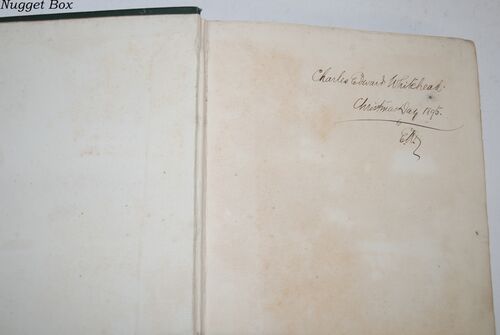 Nugget Box
Charles Edward Whitehead.
Christmas Day 1895.